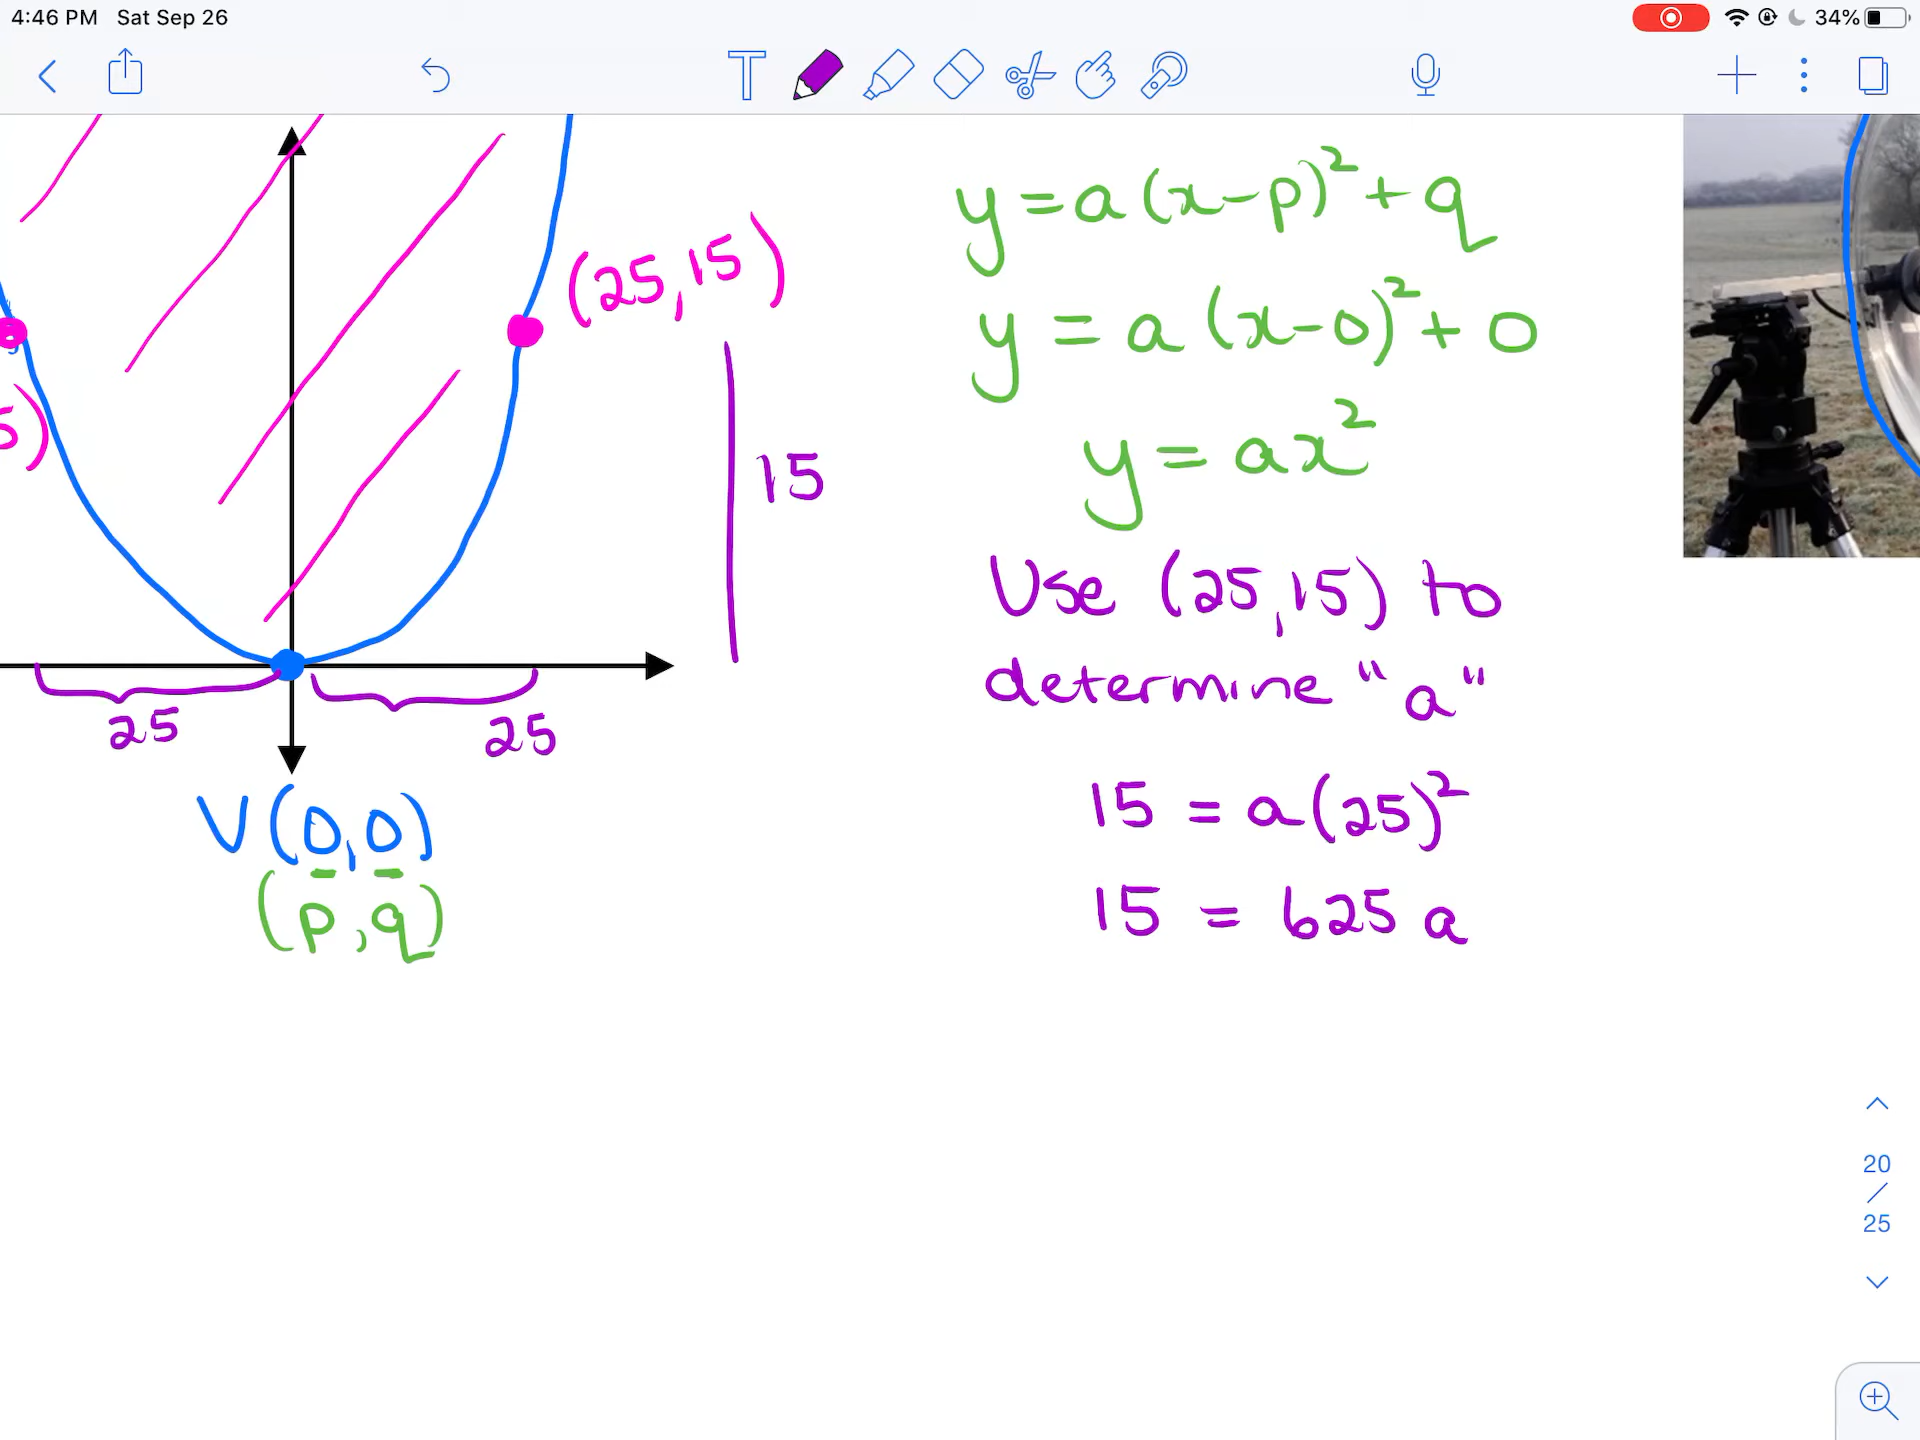 4:46 PM Sat Sep 26
34%
T
y = a(x-p)² + q
(25,15)
y = a(x-0)² + 0
5)
y = ax²
15
Use (25,15) to
determine "a"
25
25
15 = a(25)²
V(0,0)
(p,q)
15 = 625 a
20
/
25